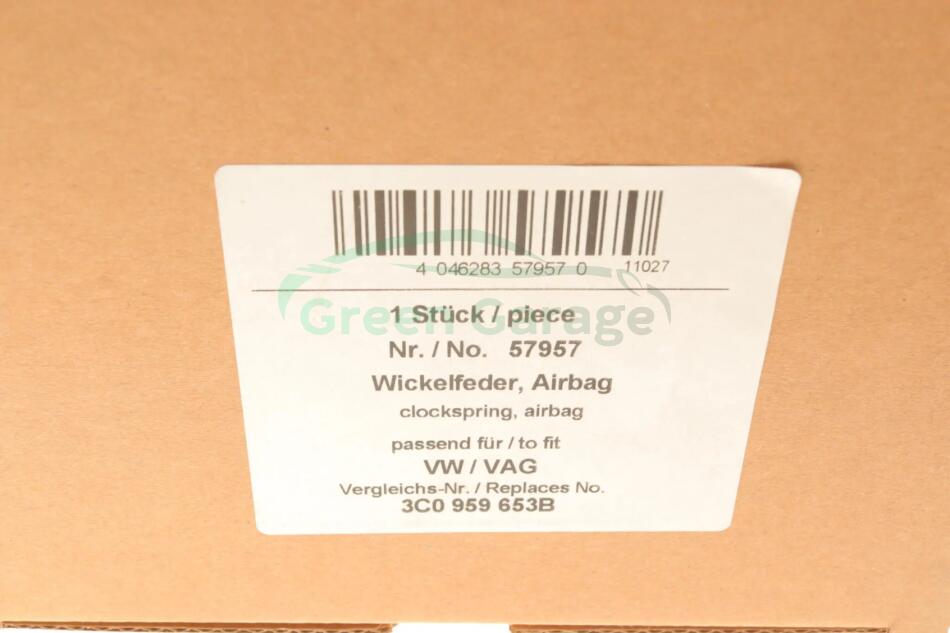 4 046283 57957 0 11027
1 Stück / piece
Green Garage
Nr. / No. 57957
Wickelfeder, Airbag
clockspring, airbag
passend für / to fit
VW / VAG
Vergleichs-Nr. / Replaces No.
3C0 959 653B